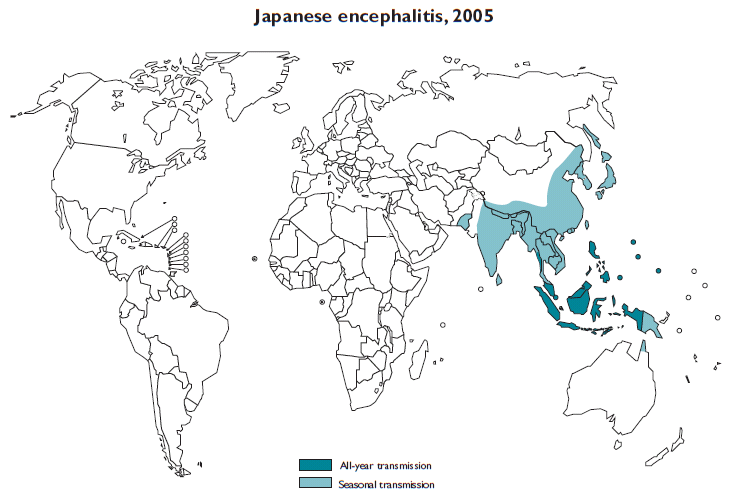 Japanese encephalitis, 2005
All-year transmission
Seasonal transmission